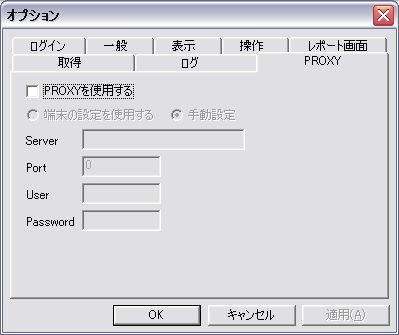 オプション
ログイン 一般 表示 操作 レポート画面
取得 ログ PROXY
PROXYを使用する
端末の設定を使用する 手動設定
Server
Port 0
User
Password
OK キャンセル 適用(A)